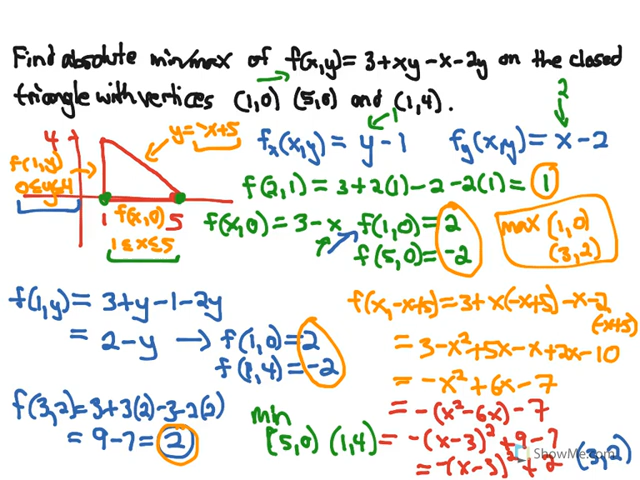 Find absolute min/max of f(x,y) = 3+xy-x-2y on the closed
triangle with vertices (1,0) (5,0) and (1,4).
2
1
4
y = -x+5
f(1,y)
0≤y≤4
f(x,0)
1 5
1≤x≤5
fx(x,y) = y-1
fy(x,y) = x-2
f(2,1) = 3+2(1)-2-2(1) = 1
f(x,0) = 3-x
f(1,0) = 2
f(5,0) = -2
max (1,0)
(3,2)
f(1,y) = 3+y-1-2y
= 2-y → f(1,0) = 2
f(1,4) = -2
f(3,2) = 3+3(2)-3-2(2)
= 9-7 = 2
min
(5,0) (1,4)
f(x,-x+5) = 3+x(-x+5)-x-2
(-x+5)
= 3-x²+5x-x+2x-10
= -x²+6x-7
= -(x²-6x)-7
= -(x-3)²+9-7
= -(x-3)²+2
(3,2)
ShowMe.com